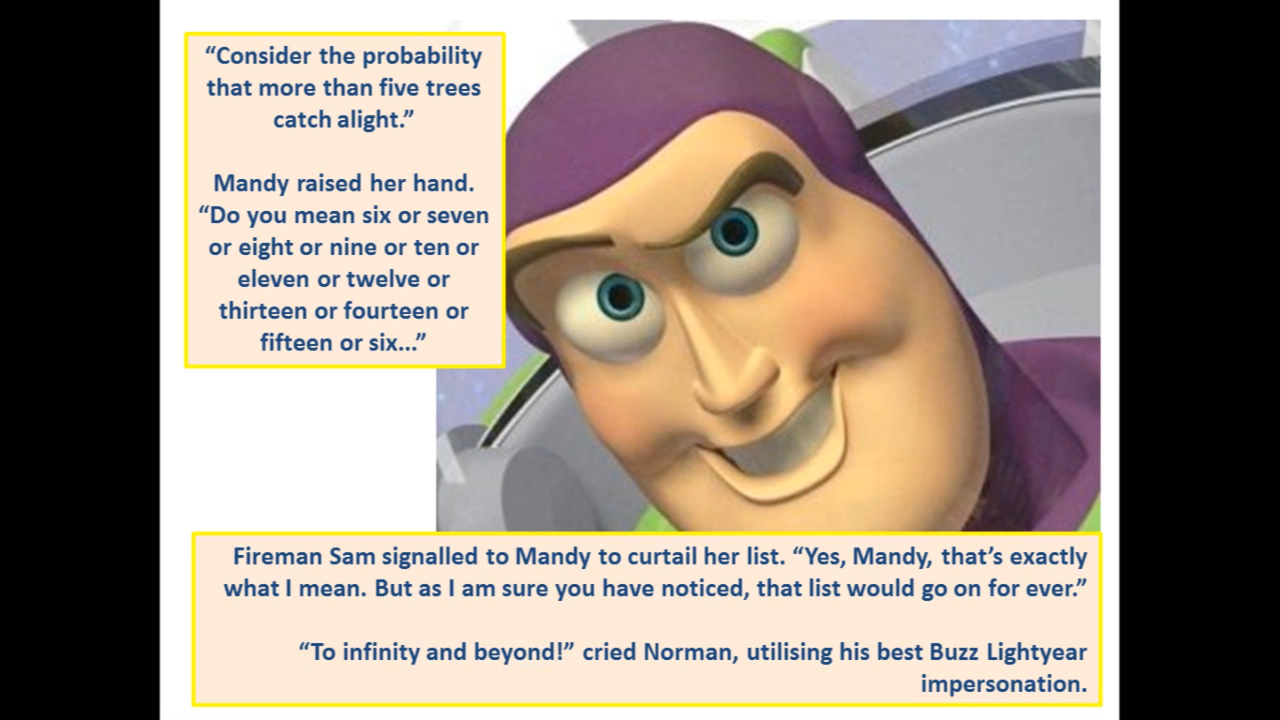 “Consider the probability
that more than five trees
catch alight.”
Mandy raised her hand.
“Do you mean six or seven
or eight or nine or ten or
eleven or twelve or
thirteen or fourteen or
fifteen or six...”
Fireman Sam signalled to Mandy to curtail her list. “Yes, Mandy, that’s exactly
what I mean. But as I am sure you have noticed, that list would go on for ever.”
“To infinity and beyond!” cried Norman, utilising his best Buzz Lightyear
impersonation.